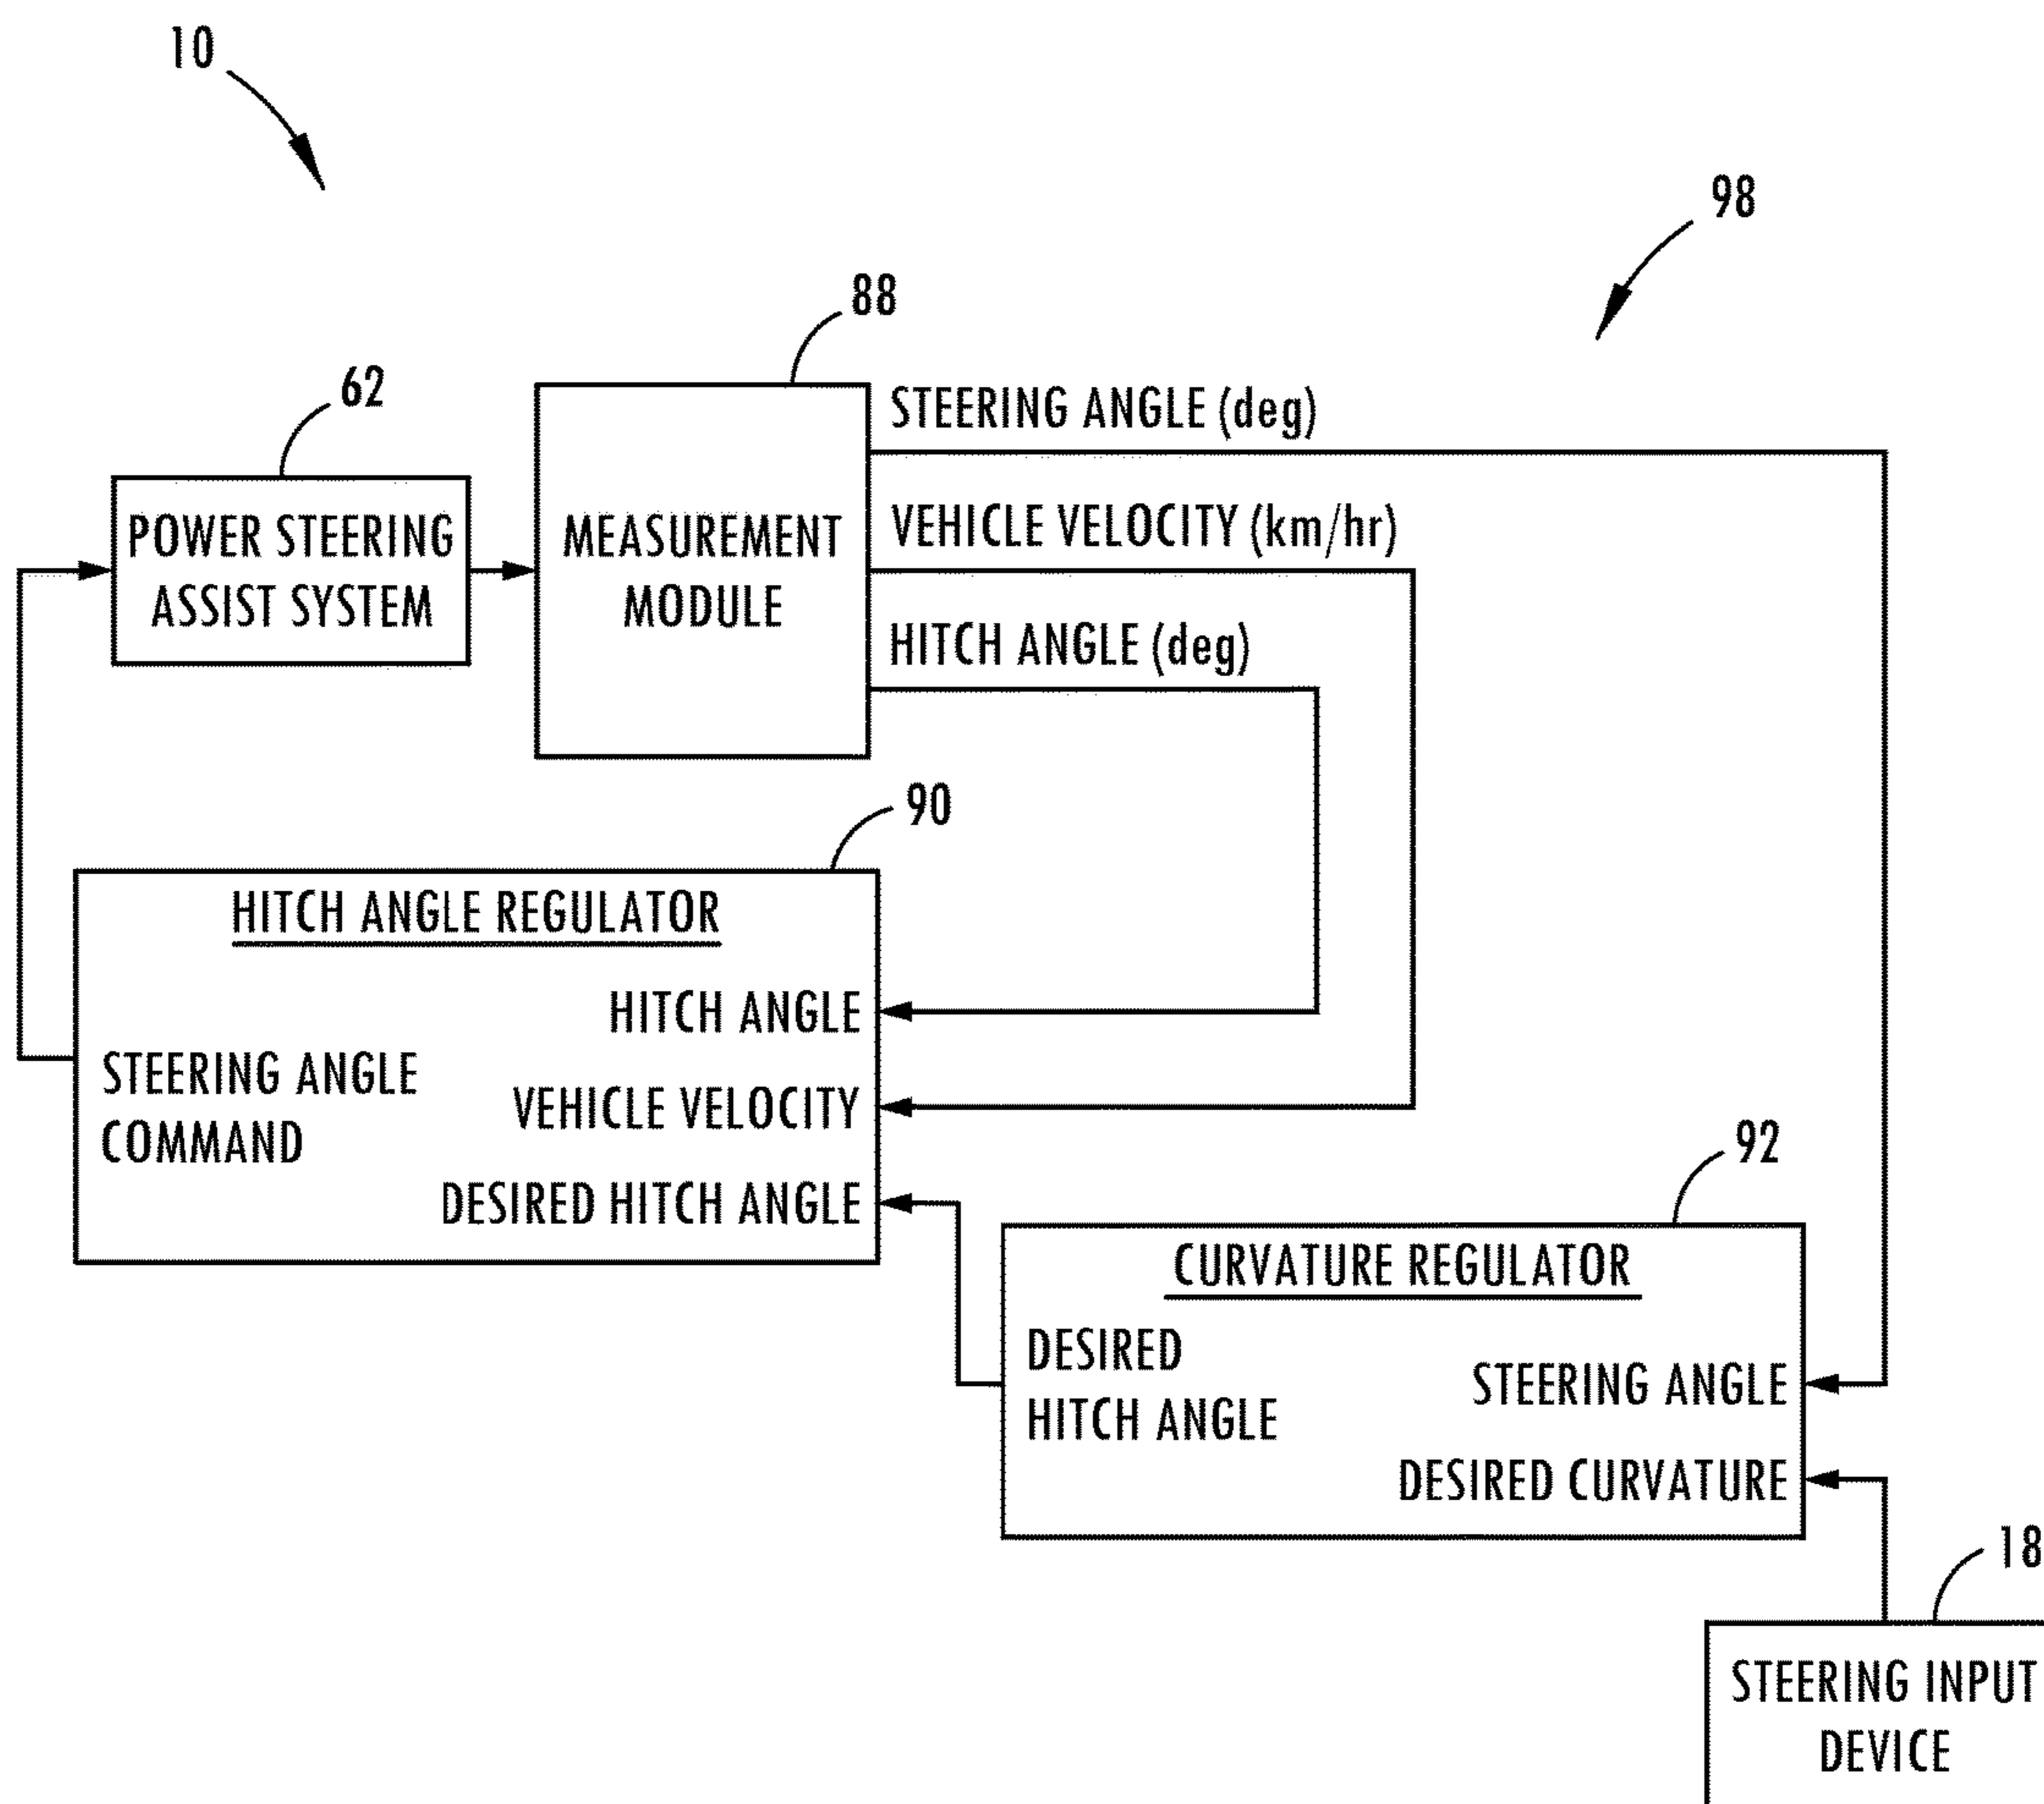 10
98
88
62
STEERING ANGLE (deg)
VEHICLE VELOCITY (km/hr)
HITCH ANGLE (deg)
POWER STEERING
ASSIST SYSTEM
MEASUREMENT
MODULE
90
HITCH ANGLE REGULATOR
HITCH ANGLE
STEERING ANGLE
COMMAND
VEHICLE VELOCITY
DESIRED HITCH ANGLE
92
CURVATURE REGULATOR
DESIRED
HITCH ANGLE
STEERING ANGLE
DESIRED CURVATURE
18
STEERING INPUT
DEVICE